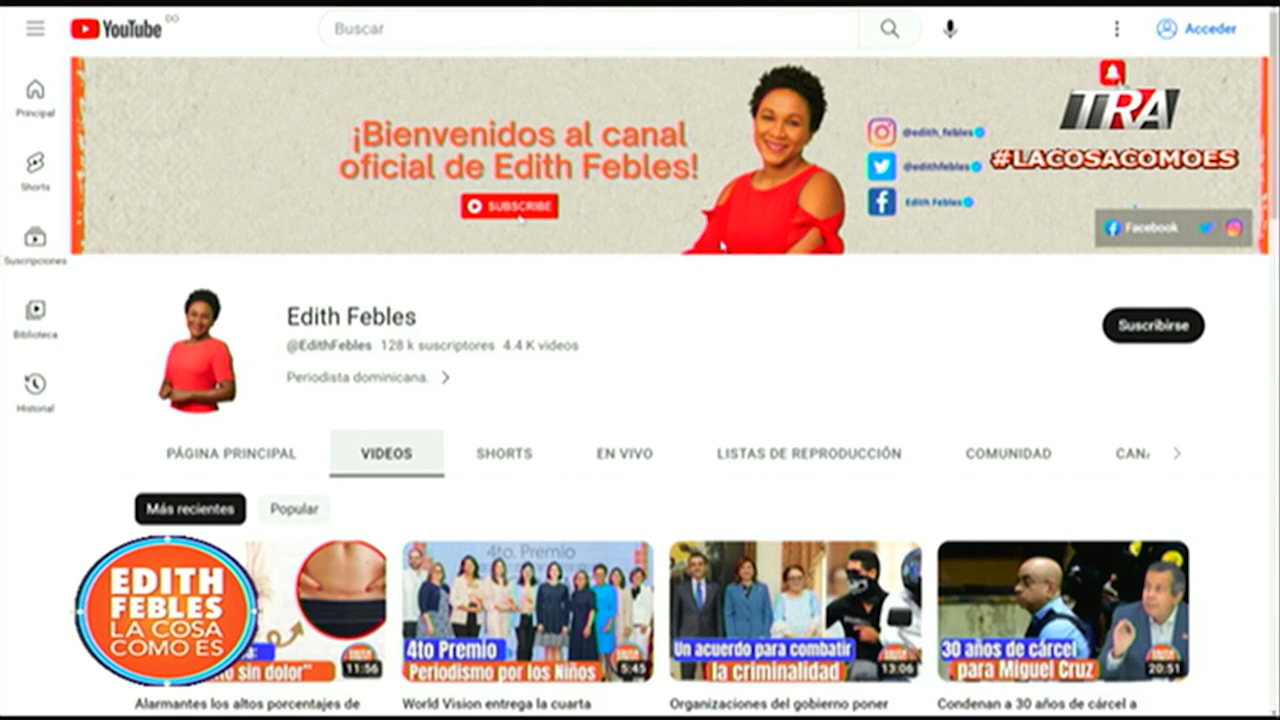 YouTube DO
Buscar
Acceder
Principal
Shorts
Suscripciones
Biblioteca
Historial
¡Bienvenidos al canal
oficial de Edith Febles!
SUBSCRIBE
@edith_febles
@edithfebles
Edith Febles
TRA
#LACOSACOMOES
Facebook
Edith Febles
@EdithFebles 128 k suscriptores 4.4 K videos
Periodista dominicana.
Suscribirse
PÁGINA PRINCIPAL VIDEOS SHORTS EN VIVO LISTAS DE REPRODUCCIÓN COMUNIDAD CANA
Más recientes Popular
EDITH
FEBLES
LA COSA
COMO ES
sin dolor"
11:56
4to. Premio
4to Premio
Periodismo por los Niños
5:45
Un acuerdo para combatir
la criminalidad
13:06
30 años de cárcel
para Miguel Cruz
20:51
Alarmantes los altos porcentajes de
World Vision entrega la cuarta
Organizaciones del gobierno poner
Condenan a 30 años de cárcel a